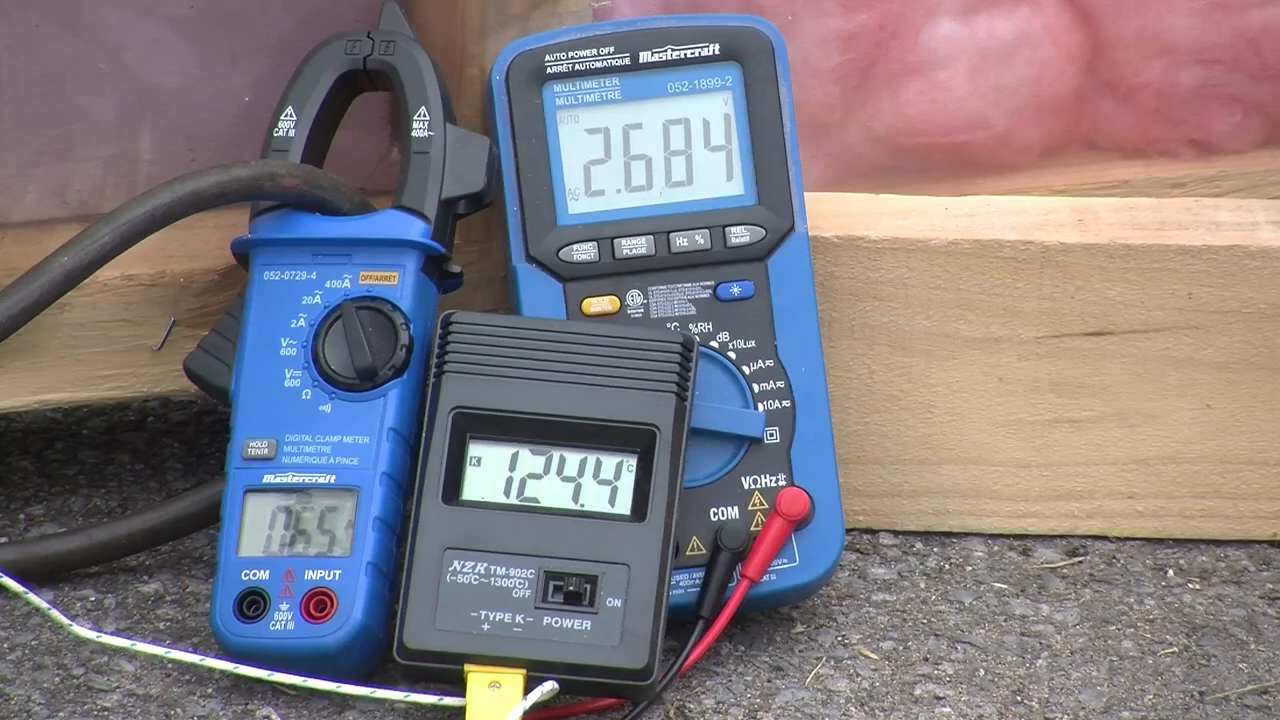 600V
CAT III
MAX
400A~
052-0729-4
OFF/ARRÊT
400A
20A
2A
V~
600
V
600
Ω
HOLD
TENIR
DIGITAL CLAMP METER
MULTIMÈTRE
NUMÉRIQUE À PINCE
Mastercraft
065
COM
INPUT
600V
CAT III
AUTO POWER OFF
ARRÊT AUTOMATIQUE
Mastercraft
MULTIMETER
MULTIMÈTRE
052-1899-2
V
AUTO
2.684
AC
FUNC
FONCT
RANGE
PLAGE
Hz %
REL
Relatif
°C
%RH
dB
x10Lux
µA
mA
10A
VΩHz
COM
K
124.4
°C
NZK TM-902C
(-50°C~1300°C)
OFF
ON
-TYPE K-
POWER
+ -